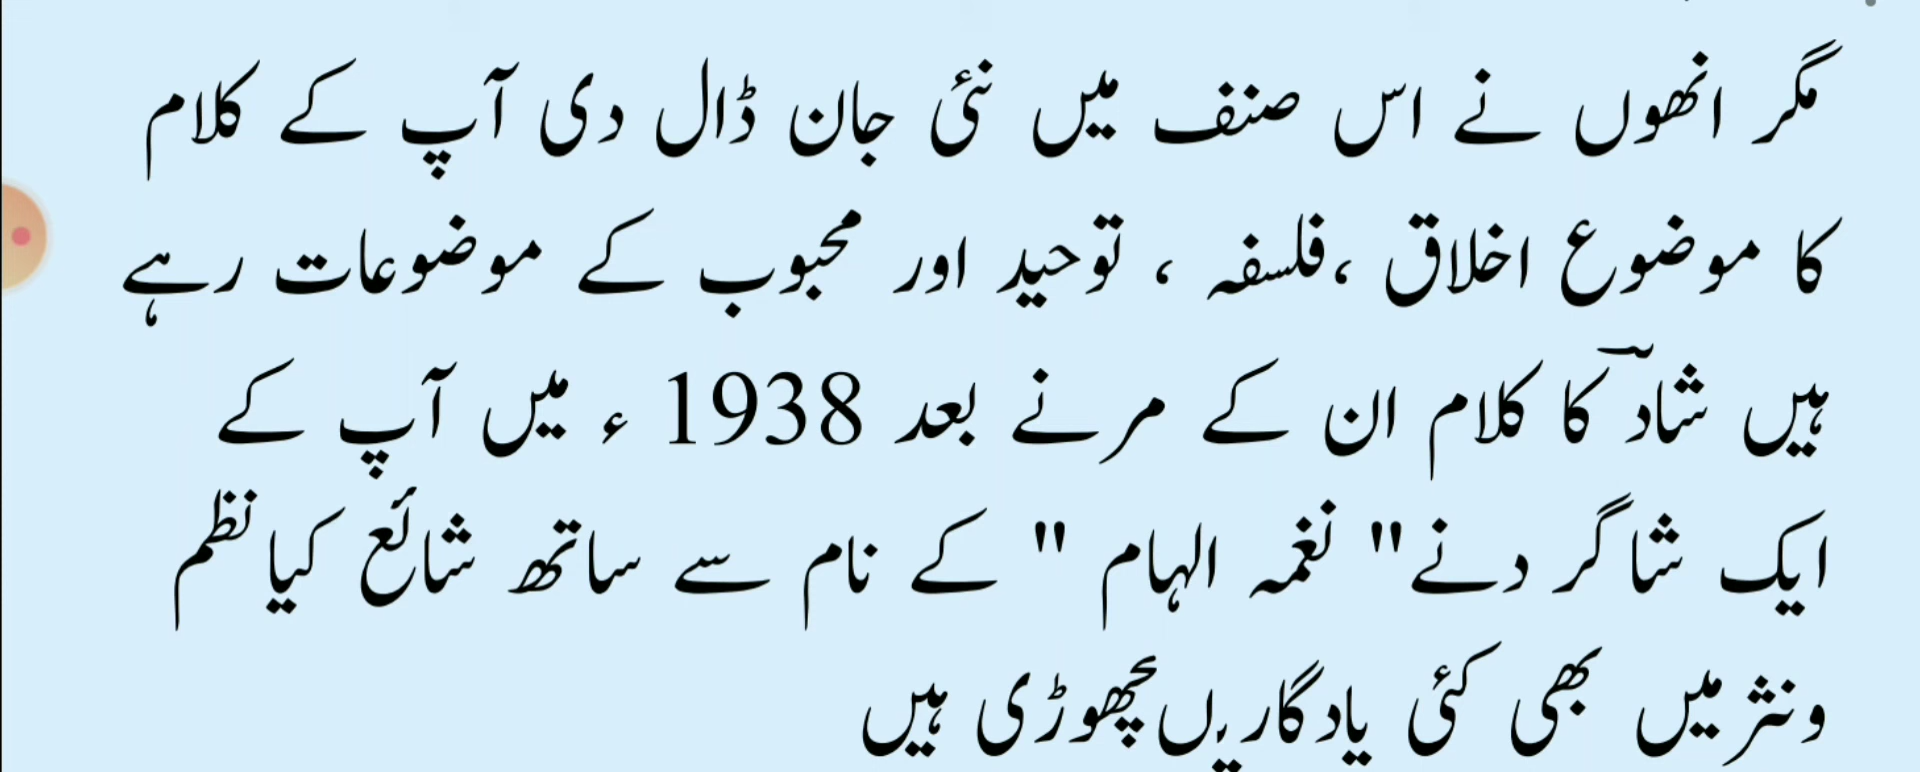 مگر انھوں نے اس صنف میں نئی جان ڈال دی آپ کے کلام
کا موضوع اخلاق ،فلسفہ ، توحید اور محبوب کے موضوعات رہے
ہیں شادؔ کا کلام ان کے مرنے بعد 1938 ء میں آپ کے
ایک شاگر دنے" نغمہ الہام " کے نام سے ساتھ شائع کیا نظم
ونثر میں بھی کئی یادگاریں چھوڑی ہیں